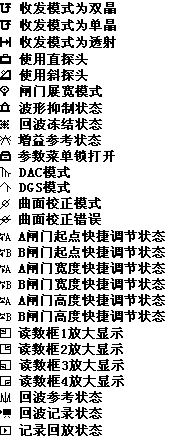 收发模式为双晶
收发模式为单晶
收发模式为透射
使用直探头
使用斜探头
闸门展宽模式
波形抑制状态
回波冻结状态
增益参考状态
参数菜单锁打开
DAC模式
DGS模式
曲面校正模式
曲面校正错误
A A闸门起点快捷调节状态
B B闸门起点快捷调节状态
A A闸门宽度快捷调节状态
B B闸门宽度快捷调节状态
A A闸门高度快捷调节状态
B B闸门高度快捷调节状态
读数框1放大显示
读数框2放大显示
读数框3放大显示
读数框4放大显示
回波参考状态
回波记录状态
记录回放状态